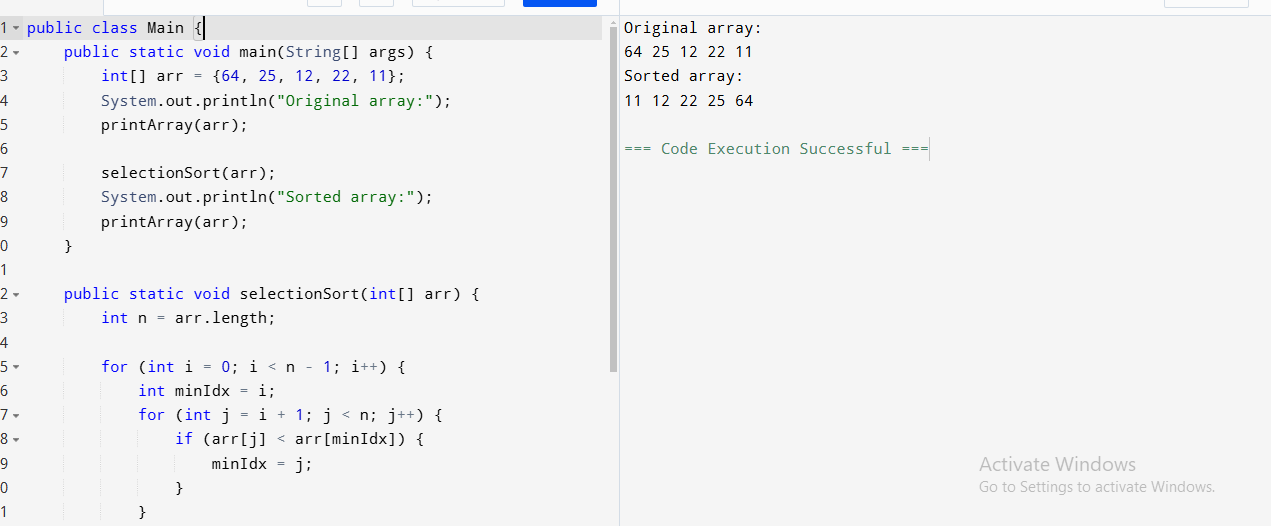 1 public class Main {
2 public static void main(String[] args) {
3 int[] arr = {64, 25, 12, 22, 11};
4 System.out.println("Original array:");
5 printArray(arr);
6
7 selectionSort(arr);
8 System.out.println("Sorted array:");
9 printArray(arr);
0 }
1
2 public static void selectionSort(int[] arr) {
3 int n = arr.length;
4
5 for (int i = 0; i < n - 1; i++) {
6 int minIdx = i;
7 for (int j = i + 1; j < n; j++) {
8 if (arr[j] < arr[minIdx]) {
9 minIdx = j;
0 }
1 }
Original array:
64 25 12 22 11
Sorted array:
11 12 22 25 64
=== Code Execution Successful ===
Activate Windows
Go to Settings to activate Windows.